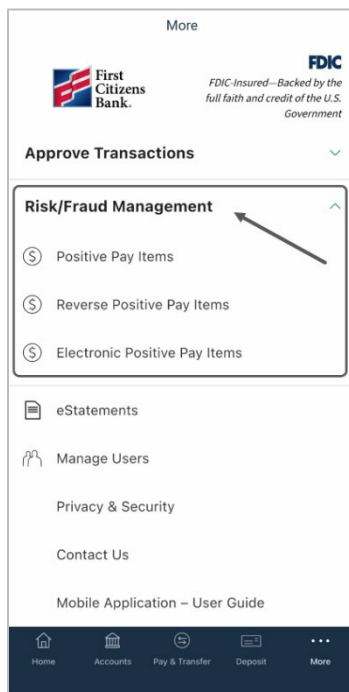 More
First
Citizens
Bank.
FDIC
FDIC-Insured—Backed by the
full faith and credit of the U.S.
Government
Approve Transactions
Risk/Fraud Management
Positive Pay Items
Reverse Positive Pay Items
Electronic Positive Pay Items
eStatements
Manage Users
Privacy & Security
Contact Us
Mobile Application – User Guide
Home Accounts Pay & Transfer Deposit More